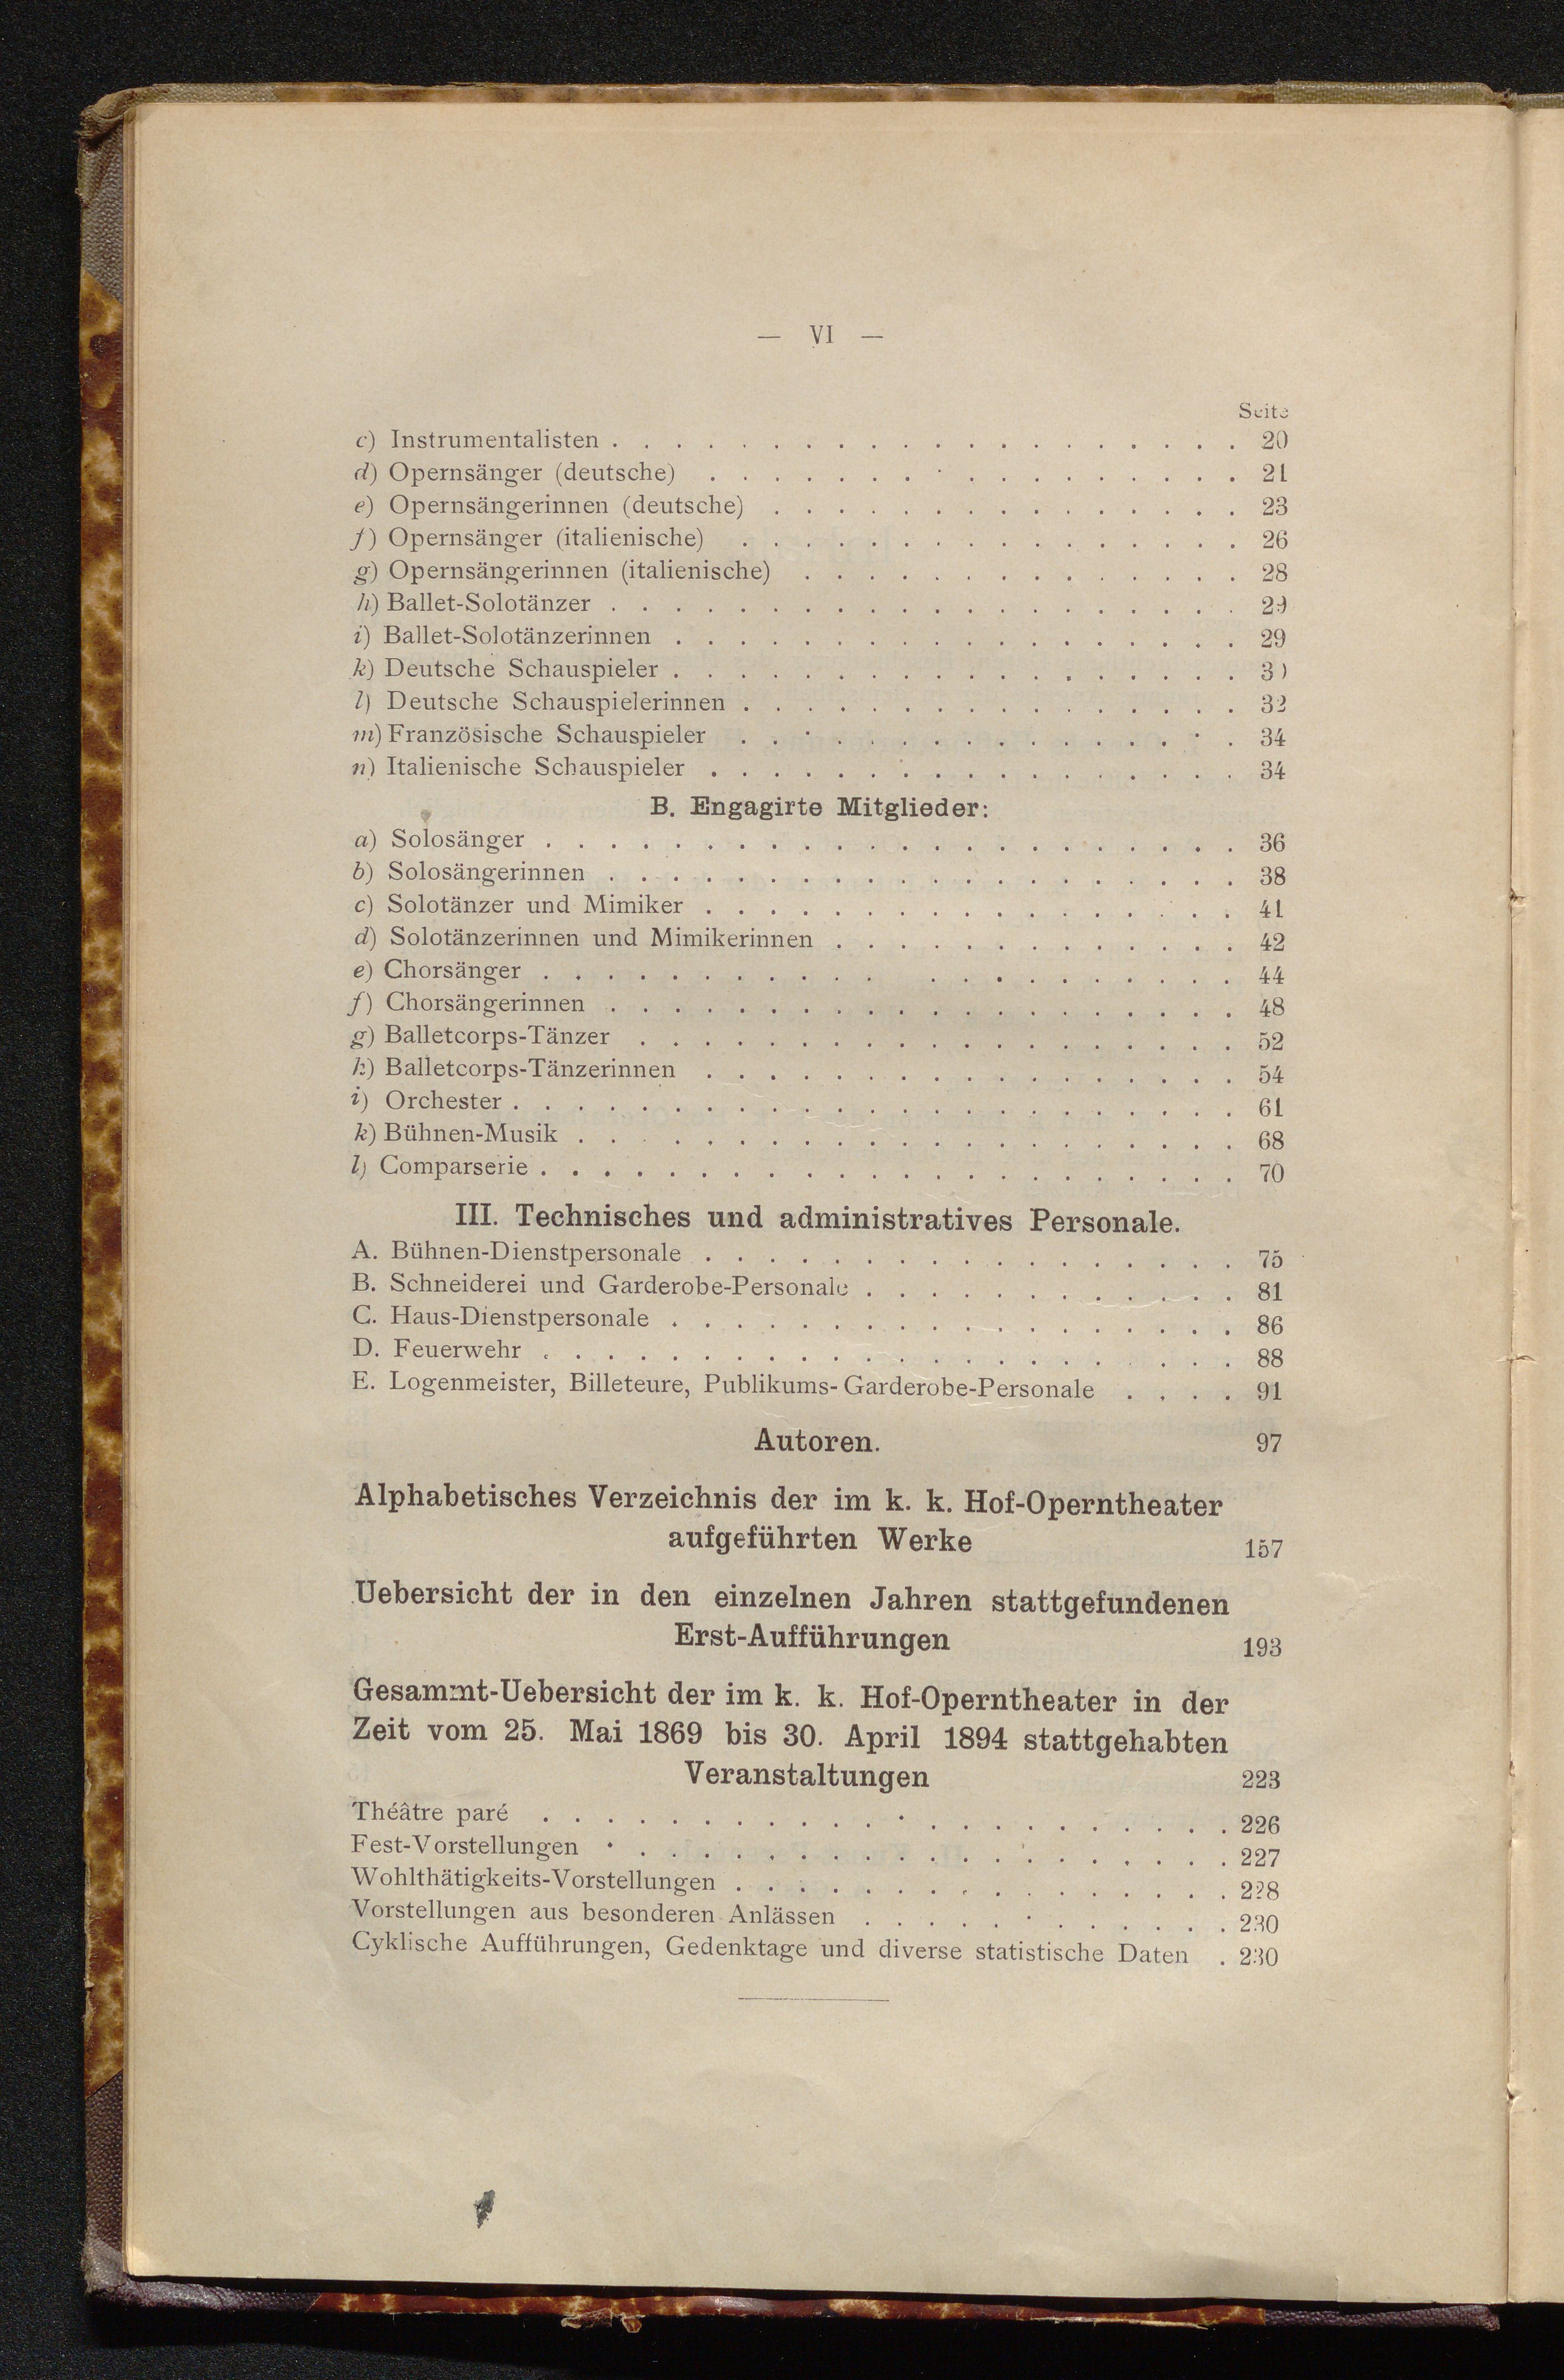 — VI —
Seite
c) Instrumentalisten . . . . . . . . . . . . . . . . . . . . 20
d) Opernsänger (deutsche) . . . . . . . . . . . . . . . . . 21
e) Opernsängerinnen (deutsche) . . . . . . . . . . . . . . . 23
f) Opernsänger (italienische) . . . . . . . . . . . . . . . . 26
g) Opernsängerinnen (italienische) . . . . . . . . . . . . . . 28
h) Ballet-Solotänzer . . . . . . . . . . . . . . . . . . . . 29
i) Ballet-Solotänzerinnen . . . . . . . . . . . . . . . . . . 29
k) Deutsche Schauspieler . . . . . . . . . . . . . . . . . . 30
l) Deutsche Schauspielerinnen . . . . . . . . . . . . . . . . 32
m) Französische Schauspieler . . . . . . . . . . . . . . . . 34
n) Italienische Schauspieler . . . . . . . . . . . . . . . . . 34
B. Engagirte Mitglieder:
a) Solosänger . . . . . . . . . . . . . . . . . . . . . . 36
b) Solosängerinnen . . . . . . . . . . . . . . . . . . . . 38
c) Solotänzer und Mimiker . . . . . . . . . . . . . . . . . 41
d) Solotänzerinnen und Mimikerinnen . . . . . . . . . . . . . 42
e) Chorsänger . . . . . . . . . . . . . . . . . . . . . 44
f) Chorsängerinnen . . . . . . . . . . . . . . . . . . . . 48
g) Balletcorps-Tänzer . . . . . . . . . . . . . . . . . . . 52
h) Balletcorps-Tänzerinnen . . . . . . . . . . . . . . . . . 54
i) Orchester . . . . . . . . . . . . . . . . . . . . . . . 61
k) Bühnen-Musik . . . . . . . . . . . . . . . . . . . . . 68
l) Comparserie . . . . . . . . . . . . . . . . . . . . . . 70
III. Technisches und administratives Personale.
A. Bühnen-Dienstpersonale . . . . . . . . . . . . . . . . . 75
B. Schneiderei und Garderobe-Personale . . . . . . . . . . . . 81
C. Haus-Dienstpersonale . . . . . . . . . . . . . . . . . . 86
D. Feuerwehr . . . . . . . . . . . . . . . . . . . . . . 88
E. Logenmeister, Billeteure, Publikums-Garderobe-Personale . . . . 91
Autoren. 97
Alphabetisches Verzeichnis der im k. k. Hof-Operntheater
aufgeführten Werke 157
Uebersicht der in den einzelnen Jahren stattgefundenen
Erst-Aufführungen 193
Gesammt-Uebersicht der im k. k. Hof-Operntheater in der
Zeit vom 25. Mai 1869 bis 30. April 1894 stattgehabten
Veranstaltungen 223
Théâtre paré . . . . . . . . . . . . . . . . . . . . . . 226
Fest-Vorstellungen . . . . . . . . . . . . . . . . . . . . 227
Wohlthätigkeits-Vorstellungen . . . . . . . . . . . . . . . . 228
Vorstellungen aus besonderen Anlässen . . . . . . . . . . . . 230
Cyklische Aufführungen, Gedenktage und diverse statistische Daten . 230